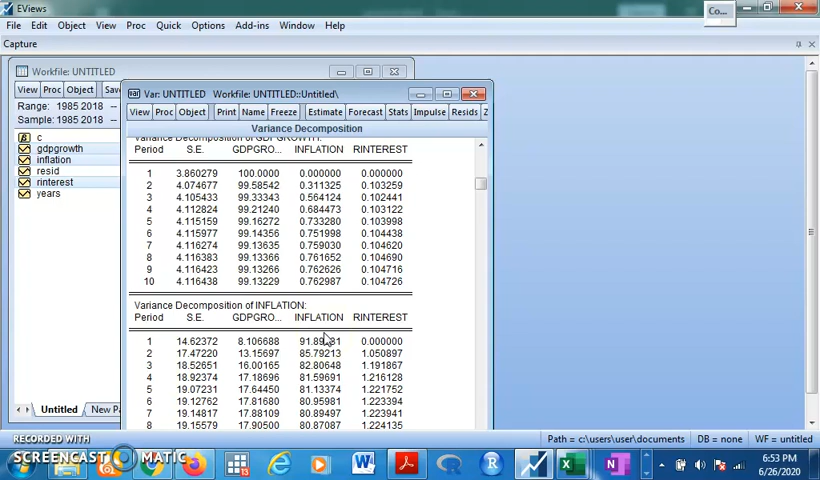 EViews
Co...
File Edit Object View Proc Quick Options Add-ins Window Help
Capture
Workfile: UNTITLED
View Proc Object Sav
Range: 1985 2018 --
Sample: 1985 2018 --
c
gdpgrowth
inflation
resid
rinterest
years
Untitled New Pa
Var: UNTITLED Workfile: UNTITLED::Untitled\
View Proc Object Print Name Freeze Estimate Forecast Stats Impulse Resids Z
Variance Decomposition
Variance Decomposition of GDPGROWTH:
Period S.E. GDPGRO... INFLATION RINTEREST
1 3.860279 100.0000 0.000000 0.000000
2 4.074677 99.58542 0.311325 0.103259
3 4.105493 99.33343 0.564124 0.102441
4 4.112824 99.21240 0.684473 0.103122
5 4.115159 99.16272 0.733280 0.103998
6 4.115977 99.14356 0.751998 0.104438
7 4.116274 99.13635 0.759030 0.104620
8 4.116383 99.13366 0.761652 0.104690
9 4.116423 99.13266 0.762626 0.104716
10 4.116438 99.13229 0.762987 0.104726
Variance Decomposition of INFLATION:
Period S.E. GDPGRO... INFLATION RINTEREST
1 14.62372 8.106688 0.000000
2 17.47220 13.15697 85.79213 1.050897
3 18.52651 16.00165 82.80648 1.191867
4 18.92374 17.18696 81.59691 1.216128
5 19.07231 17.64450 81.13374 1.221752
6 19.12762 17.81680 80.95981 1.223394
7 19.14817 17.88109 80.89497 1.223941
8 19.15579 17.90500 80.87087 1.224135
RECORDED WITH
SCREENCAST MATIC
Path = c:\users\user\documents DB = none WF = untitled
6:53 PM
6/26/2020